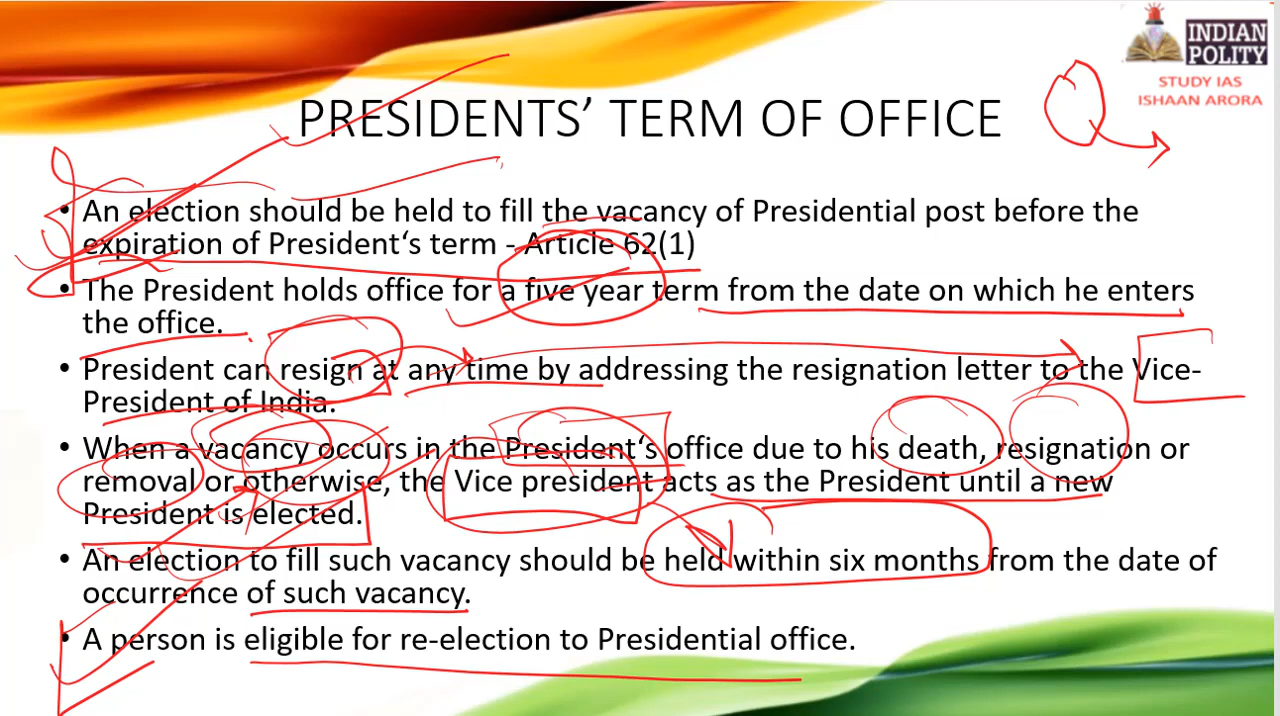 INDIAN
POLITY
STUDY IAS
ISHAAN ARORA
PRESIDENTS’ TERM OF OFFICE
• An election should be held to fill the vacancy of Presidential post before the
expiration of President‘s term - Article 62(1)
• The President holds office for a five year term from the date on which he enters
the office.
• President can resign at any time by addressing the resignation letter to the Vice-
President of India.
• When a vacancy occurs in the President‘s office due to his death, resignation or
removal or otherwise, the Vice president acts as the President until a new
President is elected.
• An election to fill such vacancy should be held within six months from the date of
occurrence of such vacancy.
• A person is eligible for re-election to Presidential office.